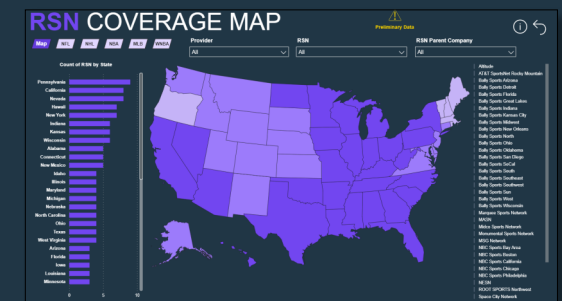 RSN COVERAGE MAP
Preliminary Data
Map
NFL
NHL
NBA
MLB
WNBA
Provider
All
RSN
All
RSN Parent Company
All
Count of RSN by State
Pennsylvania
California
Nevada
Hawaii
New York
Indiana
Kansas
Wisconsin
Alabama
Connecticut
New Mexico
Idaho
Illinois
Maryland
Michigan
Nebraska
North Carolina
Ohio
Texas
West Virginia
Arizona
Florida
Iowa
Louisiana
Minnesota
0
5
10
Altitude
AT&T SportsNet Rocky Mountain
Bally Sports Arizona
Bally Sports Detroit
Bally Sports Florida
Bally Sports Great Lakes
Bally Sports Indiana
Bally Sports Kansas City
Bally Sports Midwest
Bally Sports New Orleans
Bally Sports North
Bally Sports Ohio
Bally Sports Oklahoma
Bally Sports San Diego
Bally Sports SoCal
Bally Sports South
Bally Sports Southeast
Bally Sports Southwest
Bally Sports Sun
Bally Sports West
Bally Sports Wisconsin
Marquee Sports Network
MASN
Midco Sports Network
Monumental Sports Network
MSG Network
NBC Sports Bay Area
NBC Sports Boston
NBC Sports California
NBC Sports Chicago
NBC Sports Philadelphia
NESN
ROOT SPORTS Northwest
Space City Network